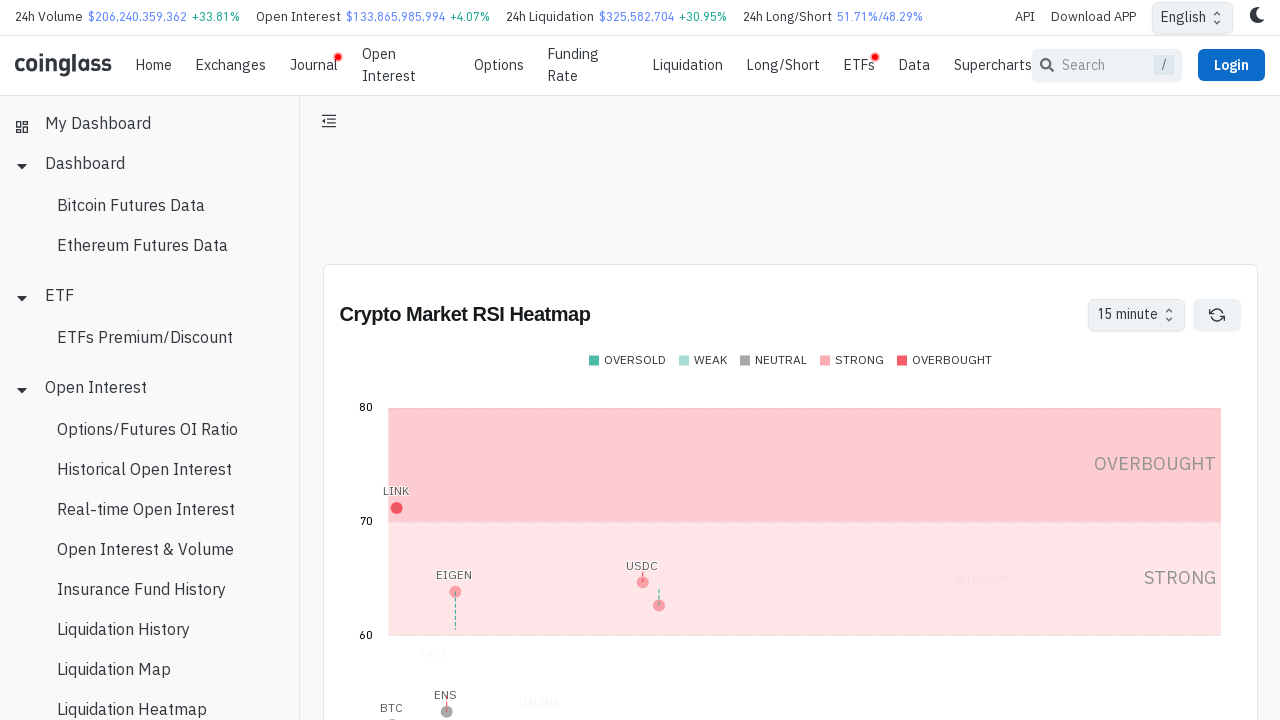 24h Volume $206,240,359,362 +33.81% Open Interest $133,865,985,994 +4.07% 24h Liquidation $325,582,704 +30.95% 24h Long/Short 51.71%/48.29% API Download APP English
coinglass Home Exchanges Journal Open Interest Options Funding Rate Liquidation Long/Short ETFs Data Supercharts Search / Login
My Dashboard
Dashboard
Bitcoin Futures Data
Ethereum Futures Data
ETF
ETFs Premium/Discount
Open Interest
Options/Futures OI Ratio
Historical Open Interest
Real-time Open Interest
Open Interest & Volume
Insurance Fund History
Liquidation History
Liquidation Map
Liquidation Heatmap
Crypto Market RSI Heatmap 15 minute
OVERSOLD WEAK NEUTRAL STRONG OVERBOUGHT
80
OVERBOUGHT
LINK
70
USDC
EIGEN BTCDOM STRONG
60
AAVE
ENS UXLINK
BTC